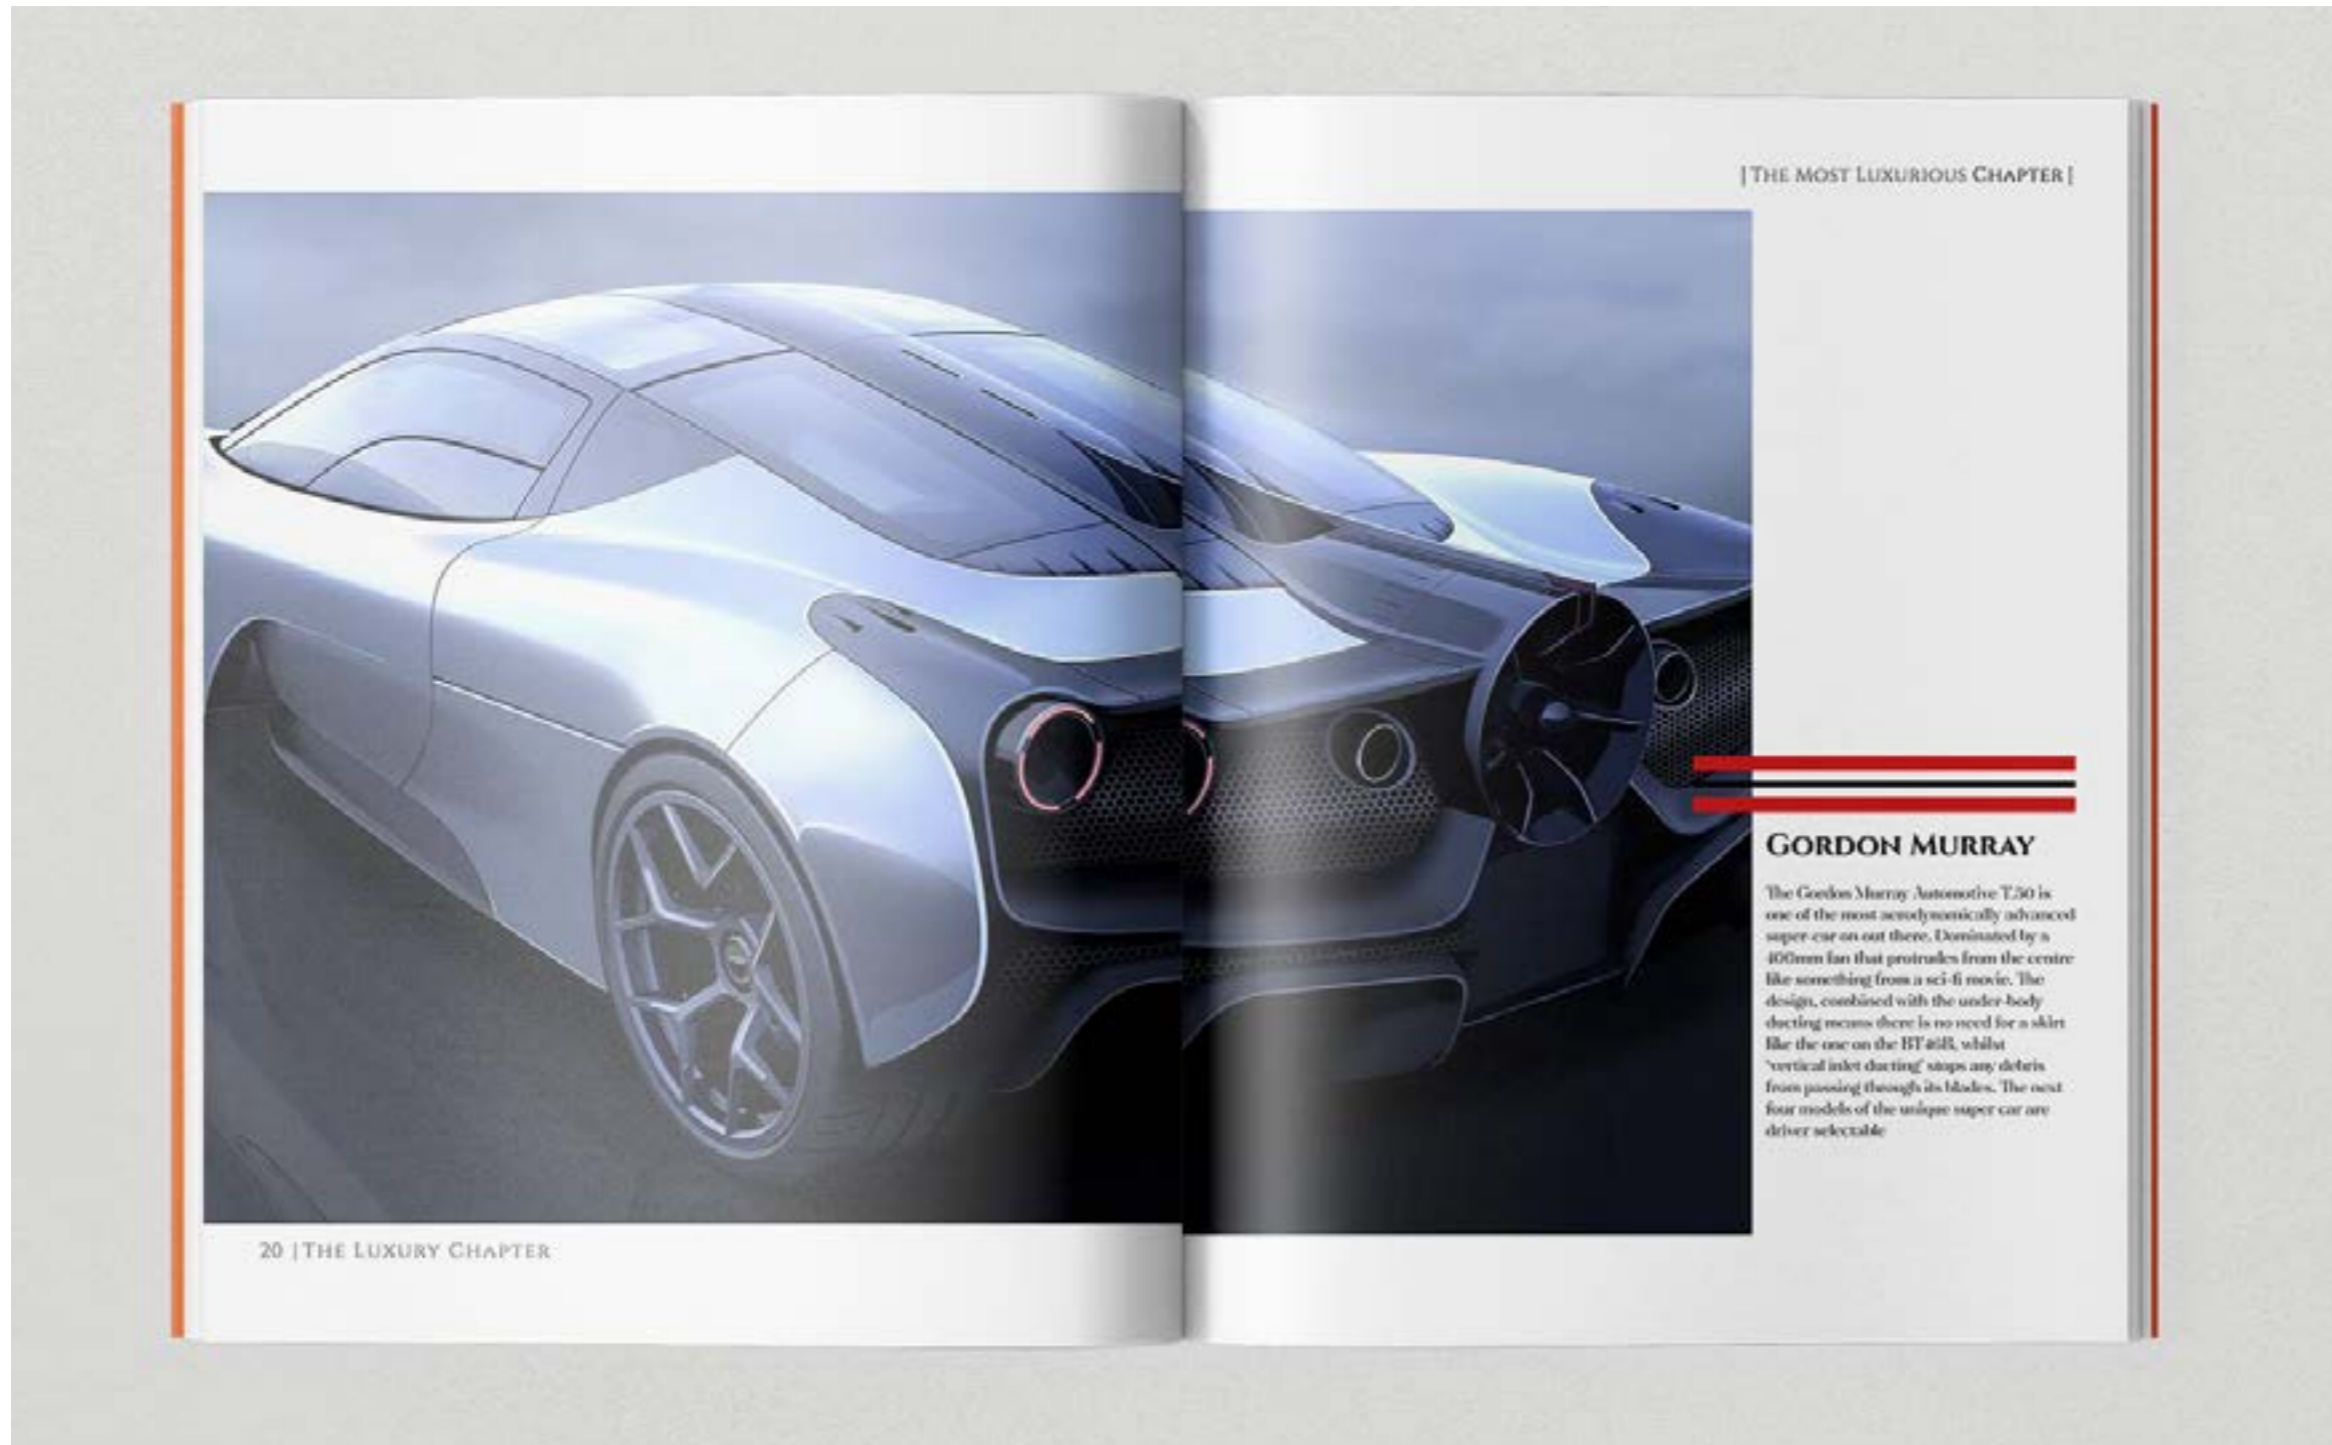 20 | THE LUXURY CHAPTER
| THE MOST LUXURIOUS CHAPTER |
GORDON MURRAY
The Gordon Murray Automotive T.50 is
one of the most aerodynamically advanced
super-car on out there. Dominated by a
400mm fan that protrudes from the centre
like something from a sci-fi movie. The
design, combined with the under-body
ducting means there is no need for a skirt
like the one on the BT46B, whilst
'vertical inlet ducting' stops any debris
from passing through its blades. The next
four models of the unique super car are
driver selectable